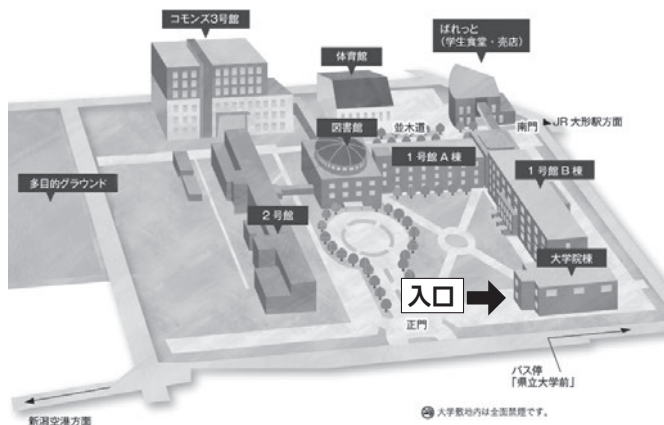 コモンズ3号館
ぱれっと
(学生食堂・売店)
体育館
図書館
並木道
南門
JR 大形駅方面
1号館A棟
1号館B棟
多目的グラウンド
2号館
大学院棟
入口
正門
バス停
「県立大学前」
新潟空港方面
大学敷地内は全面禁煙です。